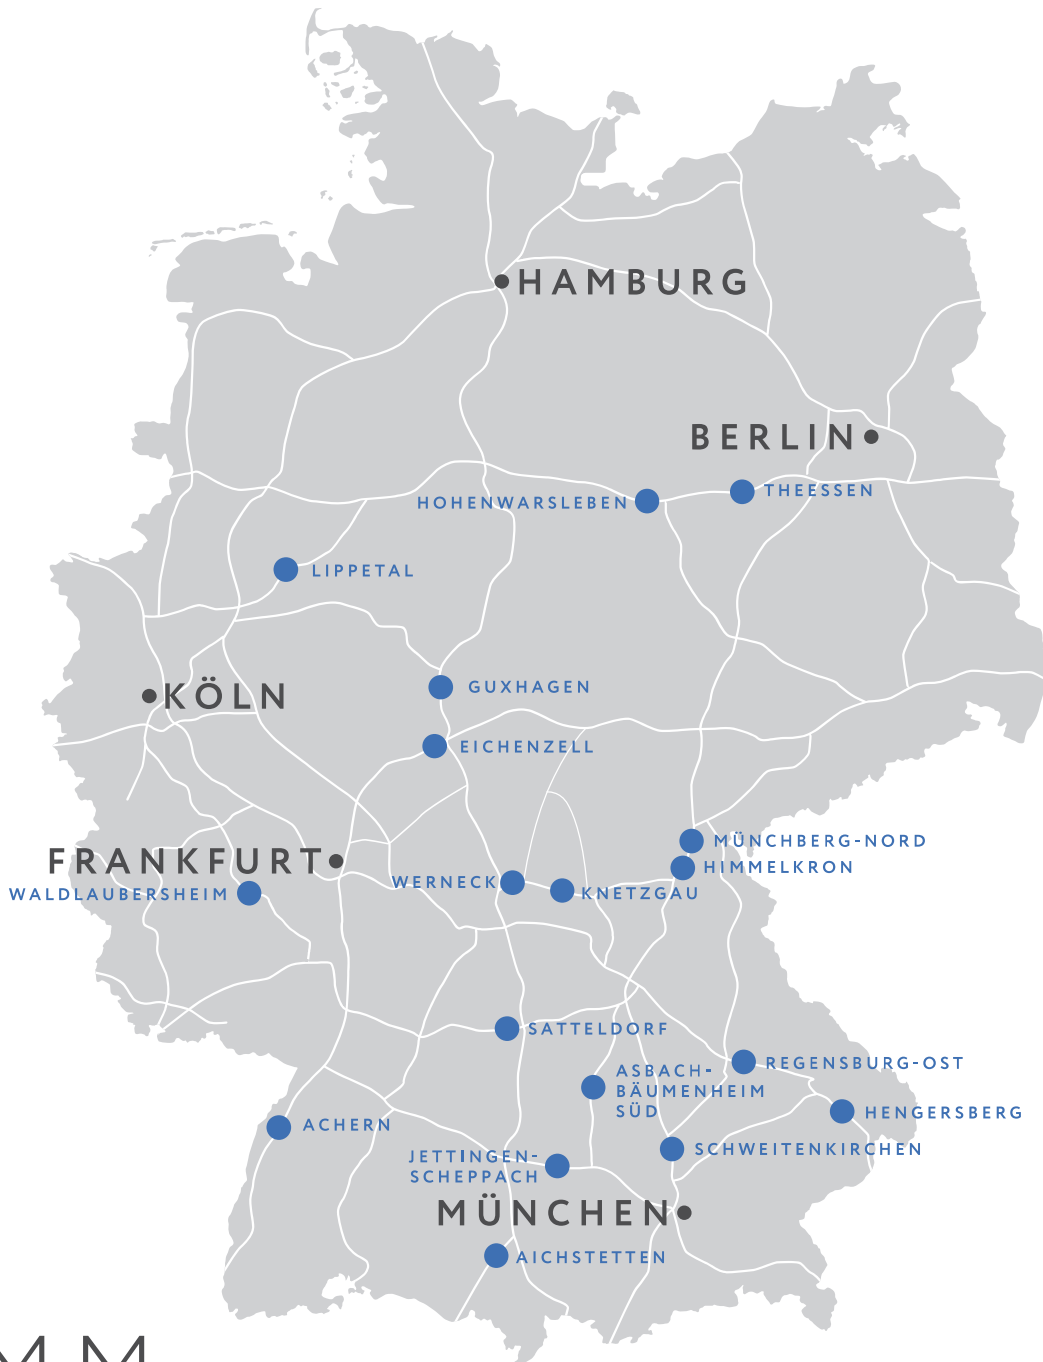 HAMBURG
BERLIN
THEESSEN
HOHENWARSLEBEN
LIPPETAL
GUXHAGEN
KÖLN
EICHENZELL
MÜNCHBERG-NORD
FRANKFURT
HIMMELKRON
WERNECK
WALDLAUBERSHEIM
KNETZGAU
SATTELDORF
REGENSBURG-OST
ASBACH-
BÄUMENHEIM
SÜD
HENGERSBERG
ACHERN
SCHWEITENKIRCHEN
JETTINGEN-
SCHEPPACH
MÜNCHEN
AICHSTETTEN